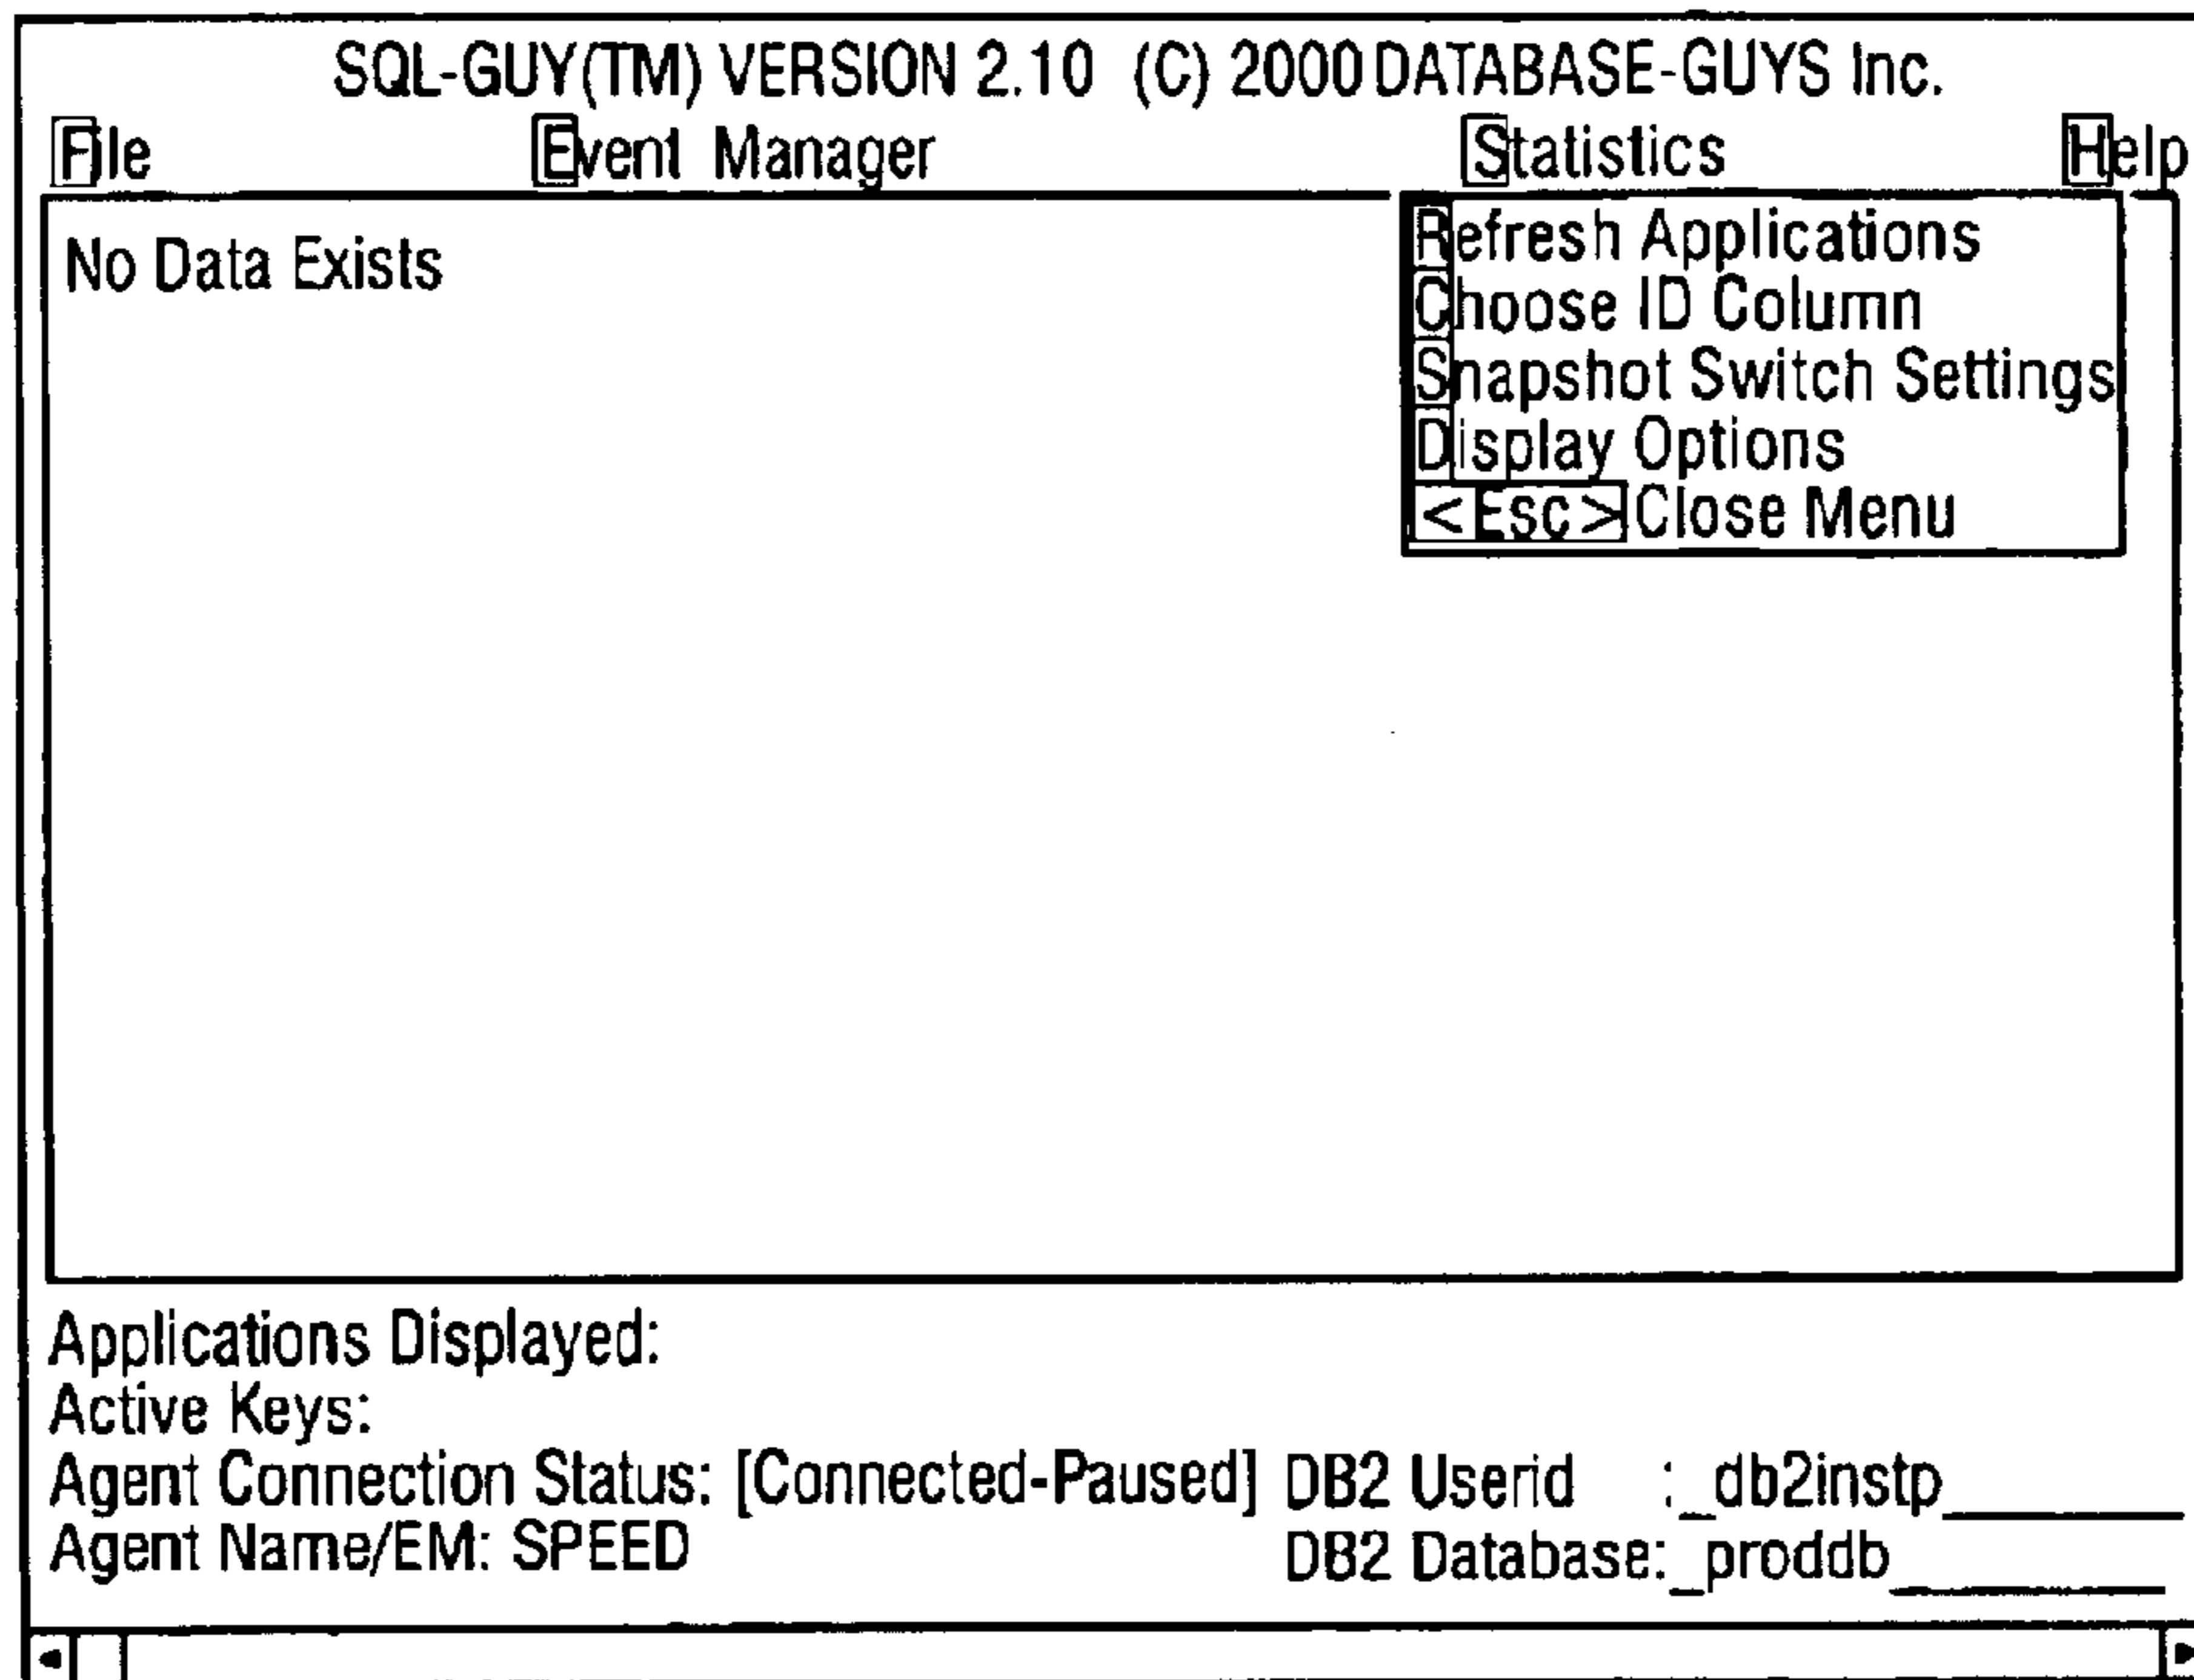 SQL-GUY(TM) VERSION 2.10 (C) 2000 DATABASE-GUYS Inc.
File Event Manager Statistics Help
No Data Exists
Refresh Applications
Choose ID Column
Snapshot Switch Settings
Display Options
<Esc> Close Menu
Applications Displayed:
Active Keys:
Agent Connection Status: [Connected-Paused] DB2 Userid :_db2instp________
Agent Name/EM: SPEED DB2 Database:_proddb_________